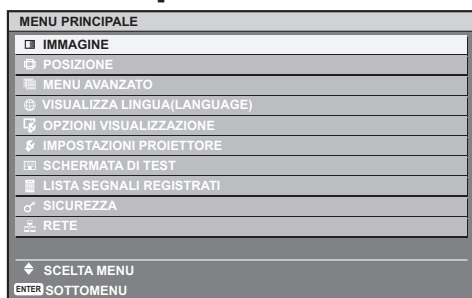 MENU PRINCIPALE
IMMAGINE
POSIZIONE
MENU AVANZATO
VISUALIZZA LINGUA(LANGUAGE)
OPZIONI VISUALIZZAZIONE
IMPOSTAZIONI PROIETTORE
SCHERMATA DI TEST
LISTA SEGNALI REGISTRATI
SICUREZZA
RETE
SCELTA MENU
ENTER SOTTOMENU